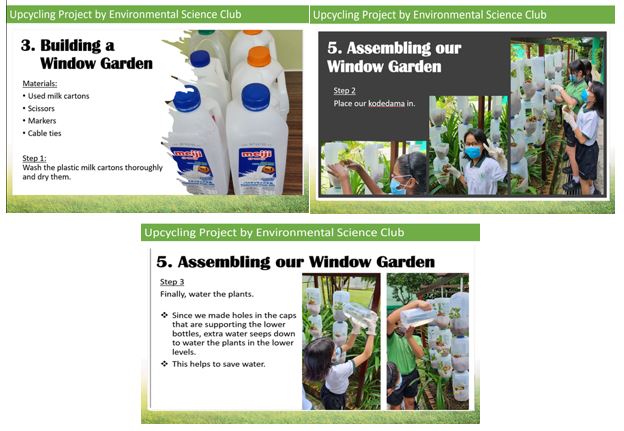 Upcycling Project by Environmental Science Club
3. Building a
Window Garden
Materials:
• Used milk cartons
• Scissors
• Markers
• Cable ties
Step 1:
Wash the plastic milk cartons thoroughly
and dry them.
meiji
meiji
Upcycling Project by Environmental Science Club
5. Assembling our
Window Garden
Step 2
Place our kodedama in.
Upcycling Project by Environmental Science Club
5. Assembling our Window Garden
Step 3
Finally, water the plants.
❖ Since we made holes in the caps
that are supporting the lower
bottles, extra water seeps down
to water the plants in the lower
levels.
❖ This helps to save water.